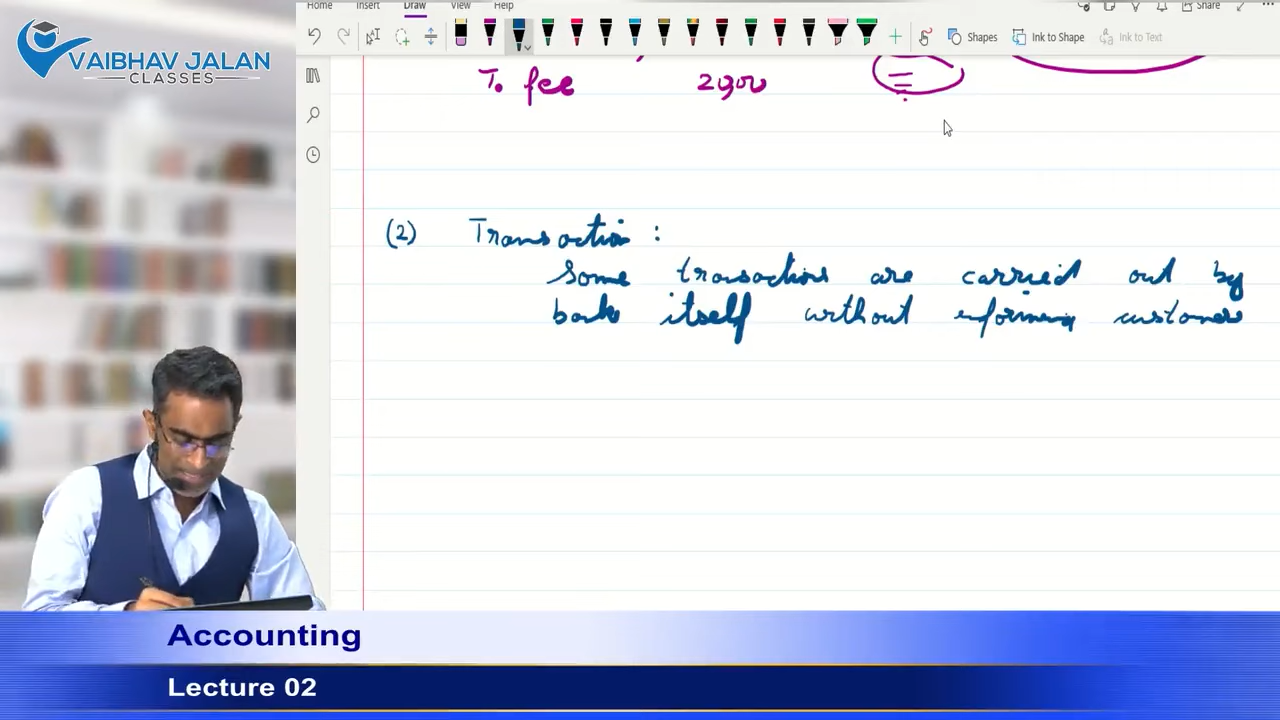 Home Insert Draw View Help Share
VAIBHAV JALAN
CLASSES
Shapes Ink to Shape Ink to Text
To fee
(2) Transaction :
Some transactions are carried out by
bank itself without informing customers
Accounting
Lecture 02